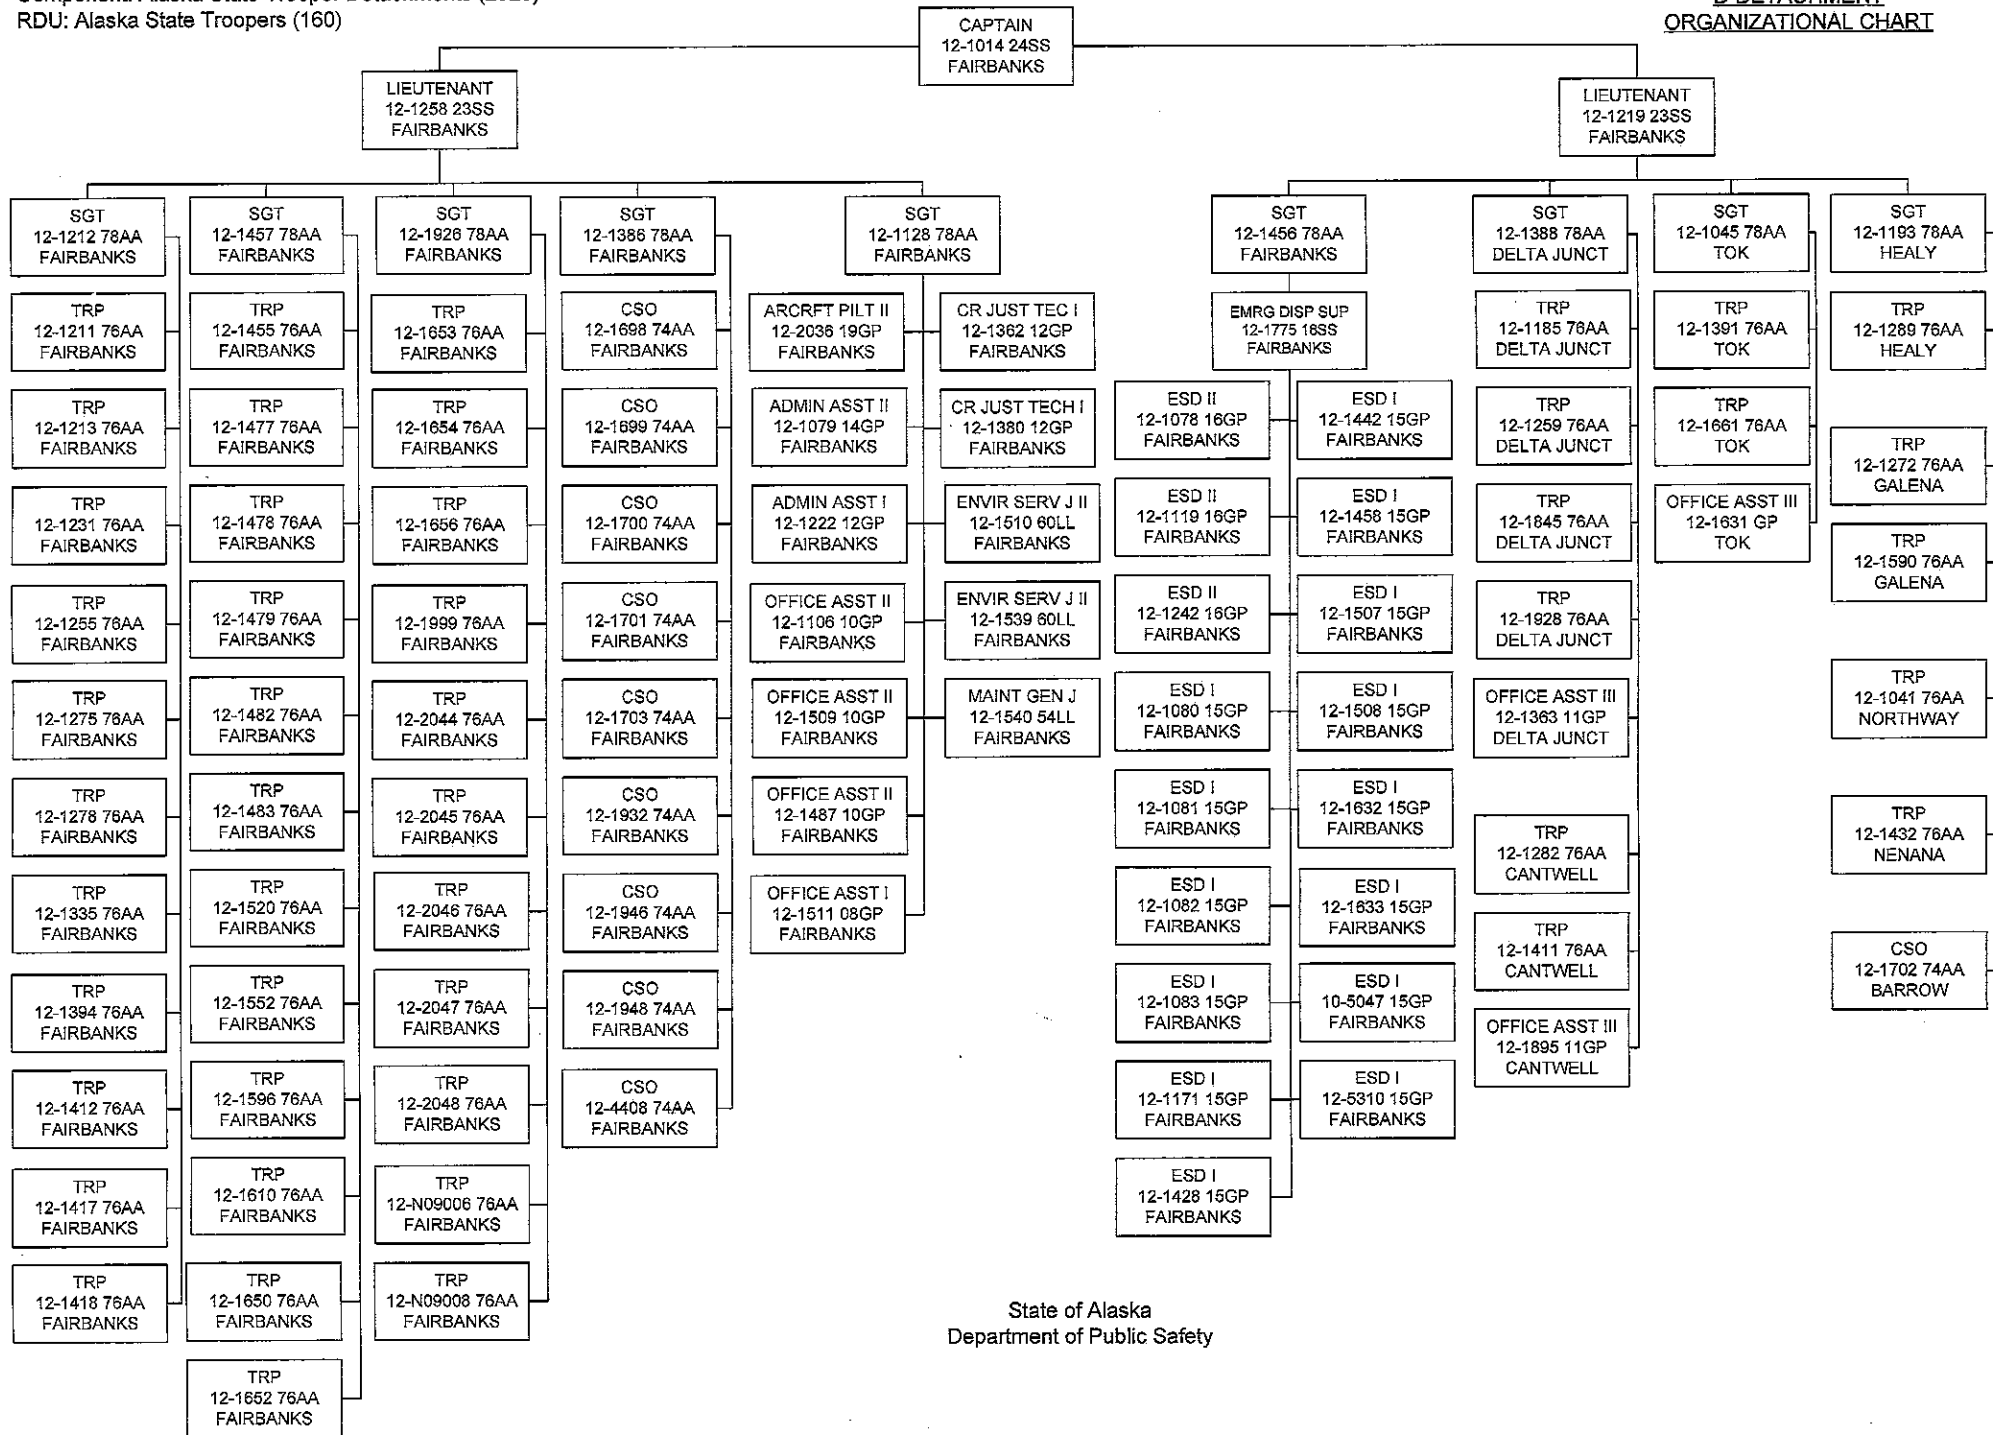 RDU: Alaska State Troopers (160)
ORGANIZATIONAL CHART
CAPTAIN
12-1014 24SS
FAIRBANKS
LIEUTENANT
12-1258 23SS
FAIRBANKS
LIEUTENANT
12-1219 23SS
FAIRBANKS
SGT
12-1212 78AA
FAIRBANKS
TRP
12-1211 76AA
FAIRBANKS
TRP
12-1213 76AA
FAIRBANKS
TRP
12-1231 76AA
FAIRBANKS
TRP
12-1255 76AA
FAIRBANKS
TRP
12-1275 76AA
FAIRBANKS
TRP
12-1278 76AA
FAIRBANKS
TRP
12-1335 76AA
FAIRBANKS
TRP
12-1394 76AA
FAIRBANKS
TRP
12-1412 76AA
FAIRBANKS
TRP
12-1417 76AA
FAIRBANKS
TRP
12-1418 76AA
FAIRBANKS
SGT
12-1457 78AA
FAIRBANKS
TRP
12-1455 76AA
FAIRBANKS
TRP
12-1477 76AA
FAIRBANKS
TRP
12-1478 76AA
FAIRBANKS
TRP
12-1479 76AA
FAIRBANKS
TRP
12-1482 76AA
FAIRBANKS
TRP
12-1483 76AA
FAIRBANKS
TRP
12-1520 76AA
FAIRBANKS
TRP
12-1552 76AA
FAIRBANKS
TRP
12-1596 76AA
FAIRBANKS
TRP
12-1610 76AA
FAIRBANKS
TRP
12-1650 76AA
FAIRBANKS
TRP
12-1652 76AA
FAIRBANKS
SGT
12-1926 78AA
FAIRBANKS
TRP
12-1653 76AA
FAIRBANKS
TRP
12-1654 76AA
FAIRBANKS
TRP
12-1656 76AA
FAIRBANKS
TRP
12-1999 76AA
FAIRBANKS
TRP
12-2044 76AA
FAIRBANKS
TRP
12-2045 76AA
FAIRBANKS
TRP
12-2046 76AA
FAIRBANKS
TRP
12-2047 76AA
FAIRBANKS
TRP
12-2048 76AA
FAIRBANKS
TRP
12-N09006 76AA
FAIRBANKS
TRP
12-N09008 76AA
FAIRBANKS
SGT
12-1386 78AA
FAIRBANKS
CSO
12-1698 74AA
FAIRBANKS
CSO
12-1699 74AA
FAIRBANKS
CSO
12-1700 74AA
FAIRBANKS
CSO
12-1701 74AA
FAIRBANKS
CSO
12-1703 74AA
FAIRBANKS
CSO
12-1932 74AA
FAIRBANKS
CSO
12-1946 74AA
FAIRBANKS
CSO
12-1948 74AA
FAIRBANKS
CSO
12-4408 74AA
FAIRBANKS
SGT
12-1128 78AA
FAIRBANKS
ARCRFT PILT II
12-2036 19GP
FAIRBANKS
ADMIN ASST II
12-1079 14GP
FAIRBANKS
ADMIN ASST I
12-1222 12GP
FAIRBANKS
OFFICE ASST II
12-1106 10GP
FAIRBANKS
OFFICE ASST II
12-1509 10GP
FAIRBANKS
OFFICE ASST II
12-1487 10GP
FAIRBANKS
OFFICE ASST I
12-1511 08GP
FAIRBANKS
CR JUST TEC I
12-1362 12GP
FAIRBANKS
CR JUST TECH I
12-1380 12GP
FAIRBANKS
ENVIR SERV J II
12-1510 60LL
FAIRBANKS
ENVIR SERV J II
12-1539 60LL
FAIRBANKS
MAINT GEN J
12-1540 54LL
FAIRBANKS
SGT
12-1456 78AA
FAIRBANKS
EMRG DISP SUP
12-1775 18SS
FAIRBANKS
ESD II
12-1078 16GP
FAIRBANKS
ESD II
12-1119 16GP
FAIRBANKS
ESD II
12-1242 16GP
FAIRBANKS
ESD I
12-1080 15GP
FAIRBANKS
ESD I
12-1081 15GP
FAIRBANKS
ESD I
12-1082 15GP
FAIRBANKS
ESD I
12-1083 15GP
FAIRBANKS
ESD I
12-1171 15GP
FAIRBANKS
ESD I
12-1428 15GP
FAIRBANKS
ESD I
12-1442 15GP
FAIRBANKS
ESD I
12-1458 15GP
FAIRBANKS
ESD I
12-1507 15GP
FAIRBANKS
ESD I
12-1508 15GP
FAIRBANKS
ESD I
12-1632 15GP
FAIRBANKS
ESD I
12-1633 15GP
FAIRBANKS
ESD I
10-5047 15GP
FAIRBANKS
ESD I
12-5310 15GP
FAIRBANKS
SGT
12-1388 78AA
DELTA JUNCT
TRP
12-1185 76AA
DELTA JUNCT
TRP
12-1259 76AA
DELTA JUNCT
TRP
12-1845 76AA
DELTA JUNCT
TRP
12-1928 76AA
DELTA JUNCT
OFFICE ASST III
12-1363 11GP
DELTA JUNCT
TRP
12-1282 76AA
CANTWELL
TRP
12-1411 76AA
CANTWELL
OFFICE ASST III
12-1895 11GP
CANTWELL
SGT
12-1045 78AA
TOK
TRP
12-1391 76AA
TOK
TRP
12-1661 76AA
TOK
OFFICE ASST III
12-1631 GP
TOK
SGT
12-1193 78AA
HEALY
TRP
12-1289 76AA
HEALY
TRP
12-1272 76AA
GALENA
TRP
12-1590 76AA
GALENA
TRP
12-1041 76AA
NORTHWAY
TRP
12-1432 76AA
NENANA
CSO
12-1702 74AA
BARROW
State of Alaska
Department of Public Safety